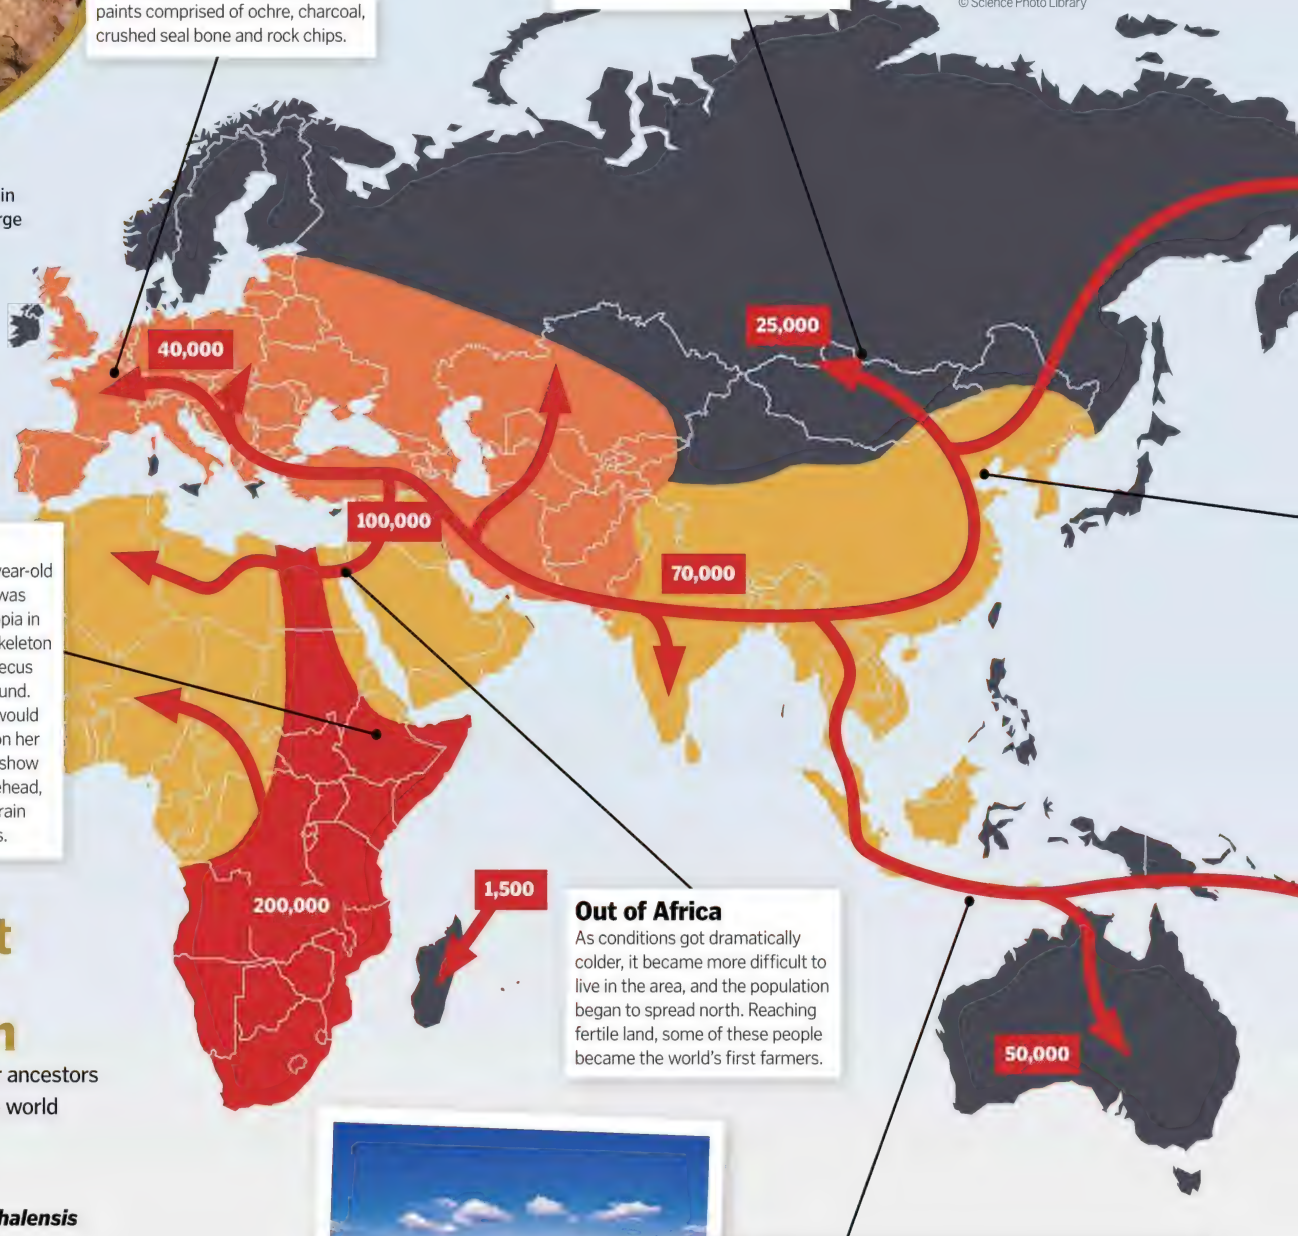 paints comprised of ochre, charcoal,
crushed seal bone and rock chips.
© Science Photo Library
in
rge
40,000
25,000
100,000
70,000
year-old
was
pia in
keleton
ecus
und.
would
on her
show
ehead,
rain
s.
200,000
1,500
Out of Africa
As conditions got dramatically
colder, it became more difficult to
live in the area, and the population
began to spread north. Reaching
fertile land, some of these people
became the world's first farmers.
50,000
t
n
r ancestors
world
halensis